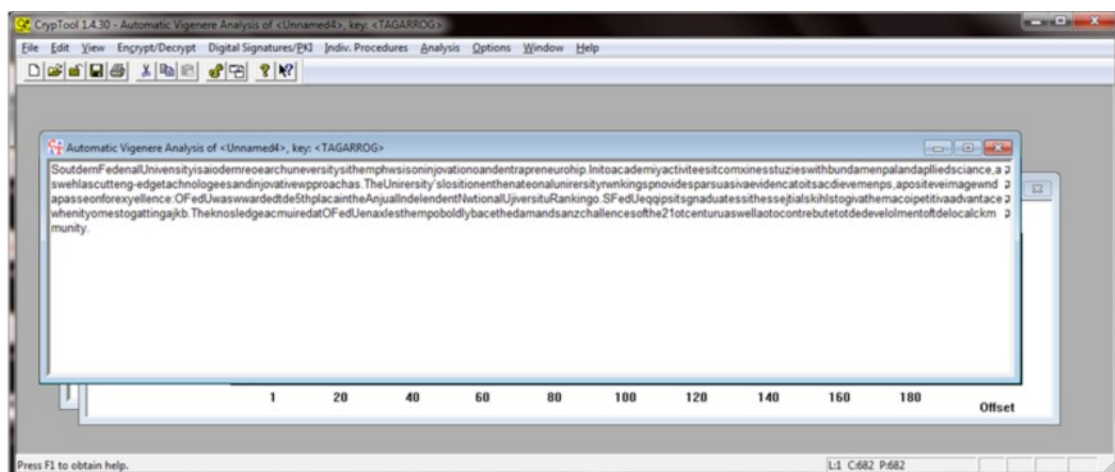 CrypTool 1.4.30 - Automatic Vigenere Analysis of <Unnamed4>, key: <TAGARROG>
File Edit View Encrypt/Decrypt Digital Signatures/PKI Indiv. Procedures Analysis Options Window Help
Automatic Vigenere Analysis of <Unnamed4>, key: <TAGARROG>
SoutdernFedenalUnivensityisaiodernreoearchuneversitysithemphwsisoninjovationoandentrapreneurohip.Initoacademiyactiviteesitcomxinesstuzieswithbundamenpalandappliedsciance,a
swehlascutteng-edgetachnologeesandinjovativewpproachas.TheUnirersity'slositionenthenateonalunirersityrwnkingspnovidesparsuasivaevidencatoitsacdievemenps,apositeveimagewnd
apasseonforexyellence:OFedUwaswwardedtde5thplacaintheAnjualIndelendentNwtionalUjiversituRankingo.SFedUeqqipsitsgnaduatessithessejtialskihlstogivathemacoipetitivaadvantace
whenityomestogattingajkb.TheknosledgeacmuiredatOFedUenaxlesthempoboldlybacethedamandsanzchallencesofthe21otcenturuaswellaotocontrebutetotdedevelolmentoftdelocalckm
munity.
1 20 40 60 80 100 120 140 160 180
Offset
Press F1 to obtain help. L:1 C:682 P:682